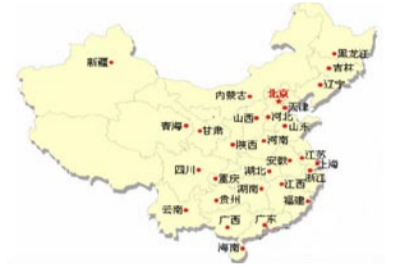 黑龙江
吉林
新疆
辽宁
北京
内蒙古
天津
山西
河北
青海
甘肃
山东
陕西
河南
安徽
江苏
上海
四川
湖北
浙江
重庆
湖南
江西
贵州
福建
云南
广西
广东
海南